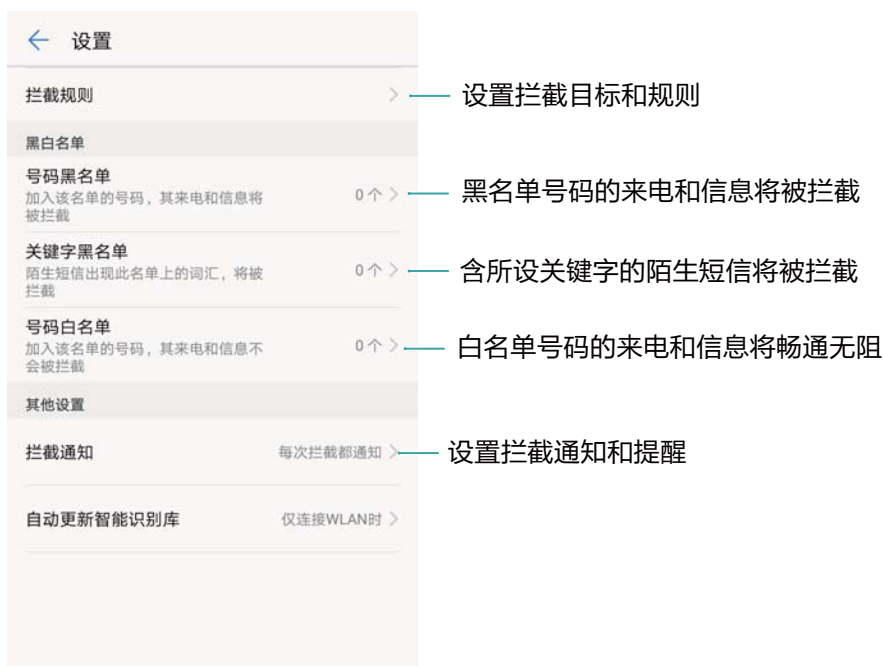 设置
拦截规则
设置拦截目标和规则
黑白名单
号码黑名单
加入该名单的号码，其来电和信息将
被拦截
0 个
黑名单号码的来电和信息将被拦截
关键字黑名单
陌生短信出现此名单上的词汇，将被
拦截
0 个
含所设关键字的陌生短信将被拦截
号码白名单
加入该名单的号码，其来电和信息不
会被拦截
0 个
白名单号码的来电和信息将畅通无阻
其他设置
拦截通知
每次拦截都通知
设置拦截通知和提醒
自动更新智能识别库
仅连接WLAN时